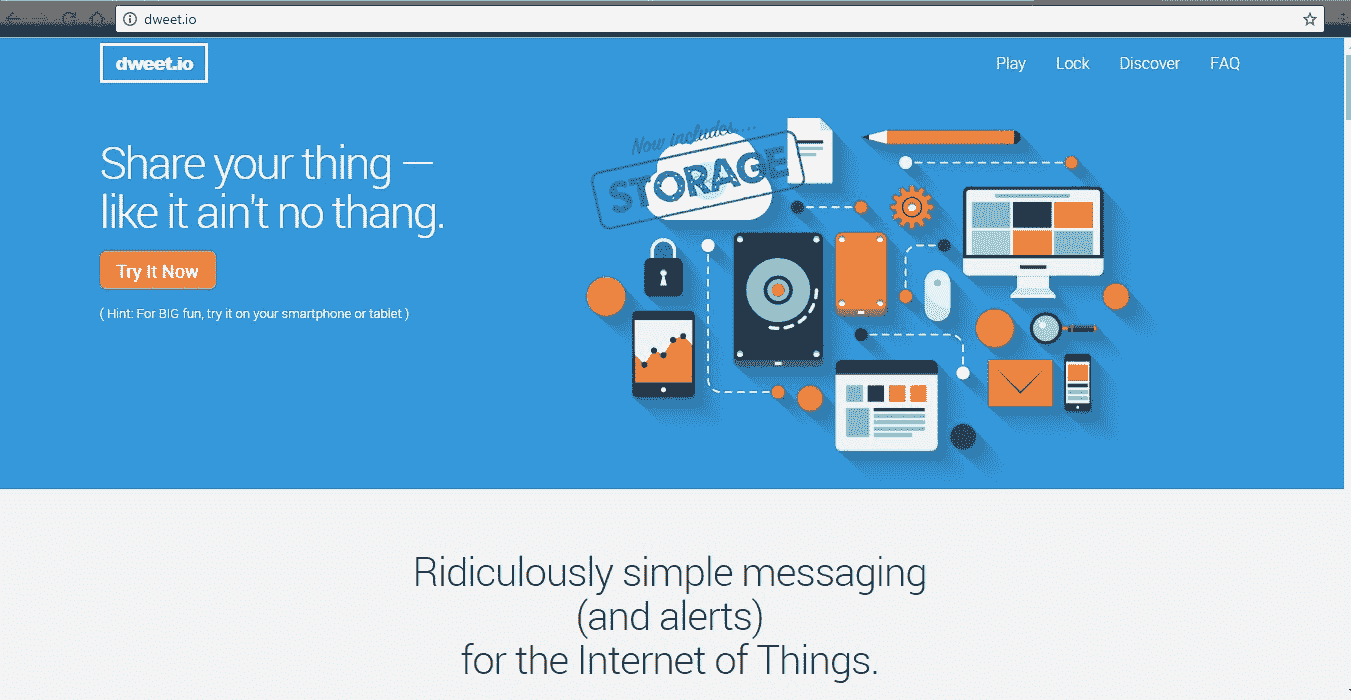 dweet.io
dweet.io
Play Lock Discover FAQ
Share your thing —
like it ain't no thang.
Try It Now
( Hint: For BIG fun, try it on your smartphone or tablet )
Now includes...
STORAGE
Ridiculously simple messaging
(and alerts)
for the Internet of Things.